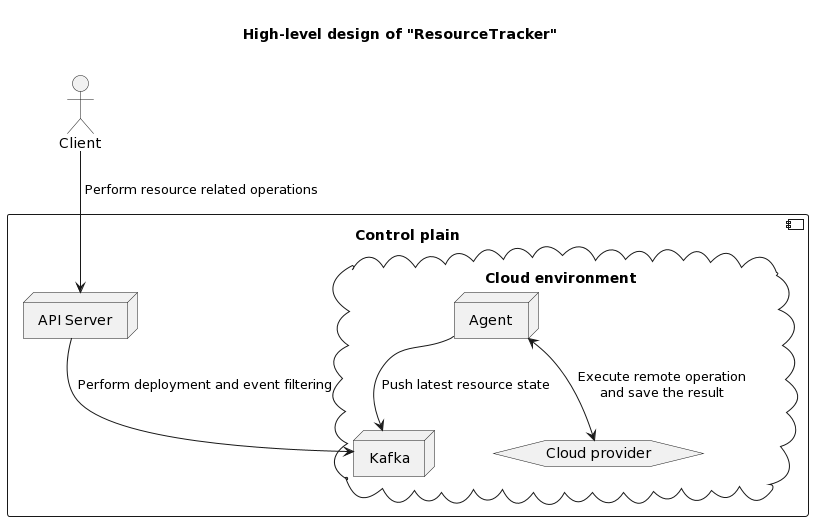 High-level design of "ResourceTracker"
Client
Perform resource related operations
Control plain
Cloud environment
API Server
Agent
Perform deployment and event filtering
Push latest resource state
Execute remote operation
and save the result
Kafka
Cloud provider